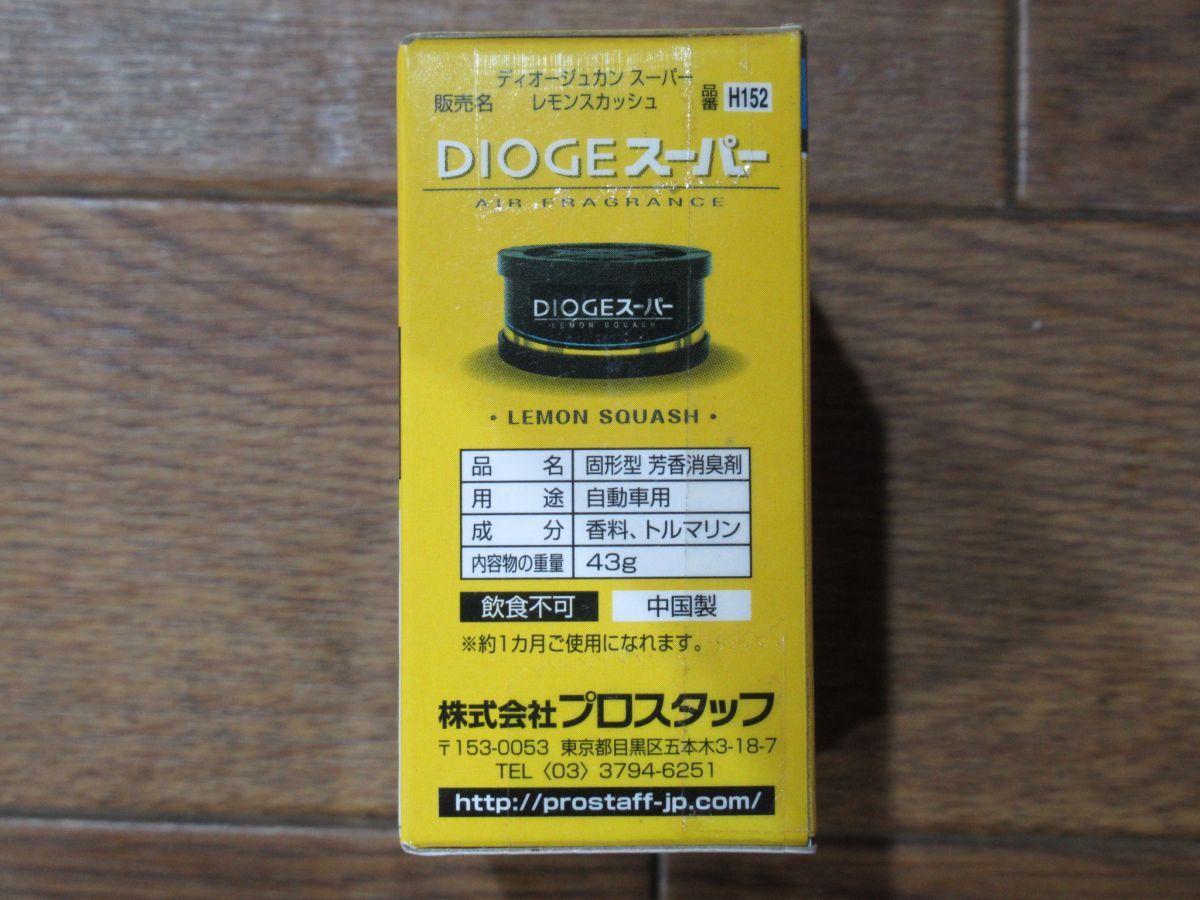 ディオージュカン スーパー
販売名 レモンスカッシュ 品番 H152
DIOGEスーパー
AIR FRAGRANCE
DIOGEスーパー
LEMON SQUASH
・LEMON SQUASH・
品名 固形型 芳香消臭剤
用途 自動車用
成分 香料、トルマリン
内容物の重量 43g
飲食不可 中国製
※約1カ月ご使用になれます。
株式会社プロスタッフ
〒153-0053 東京都目黒区五本木3-18-7
TEL〈03〉3794-6251
http://prostaff-jp.com/